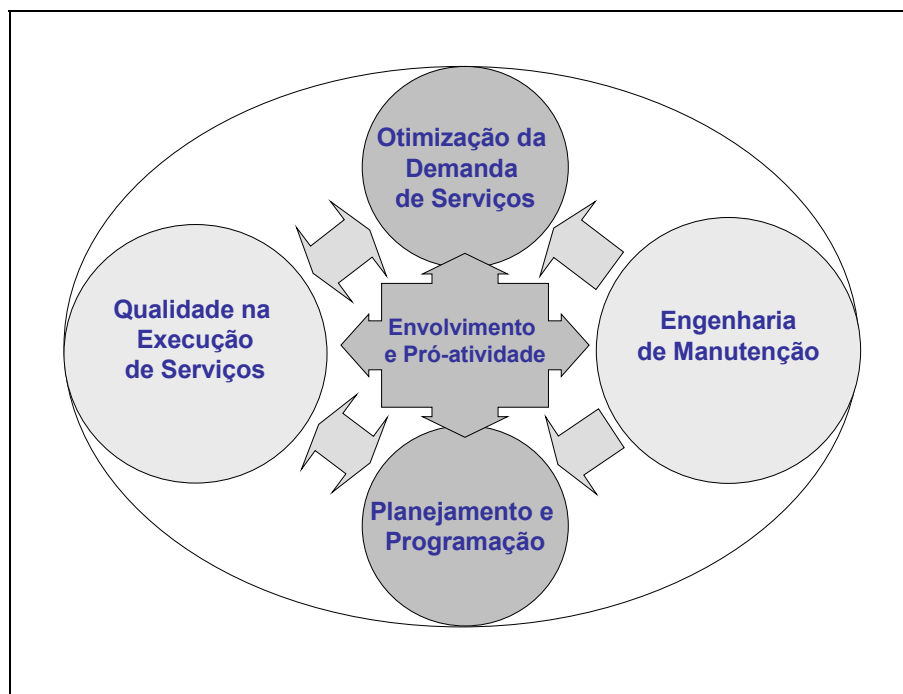 Otimização da
Demanda
de Serviços
Qualidade na
Execução
de Serviços
Envolvimento
e Pró-atividade
Engenharia
de Manutenção
Planejamento e
Programação